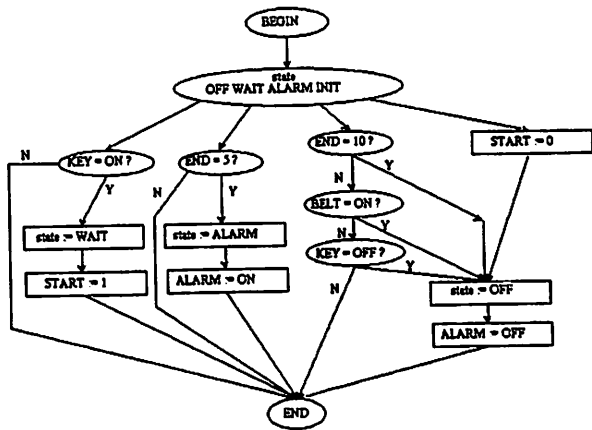 BEGIN
state
OFF WAIT ALARM INIT
N
KEY = ON ?
Y
END = 5 ?
N
Y
END = 10 ?
Y
N
START := 0
BELT = ON ?
N
Y
state := WAIT
state := ALARM
KEY = OFF ?
Y
N
START := 1
ALARM := ON
state := OFF
ALARM := OFF
END